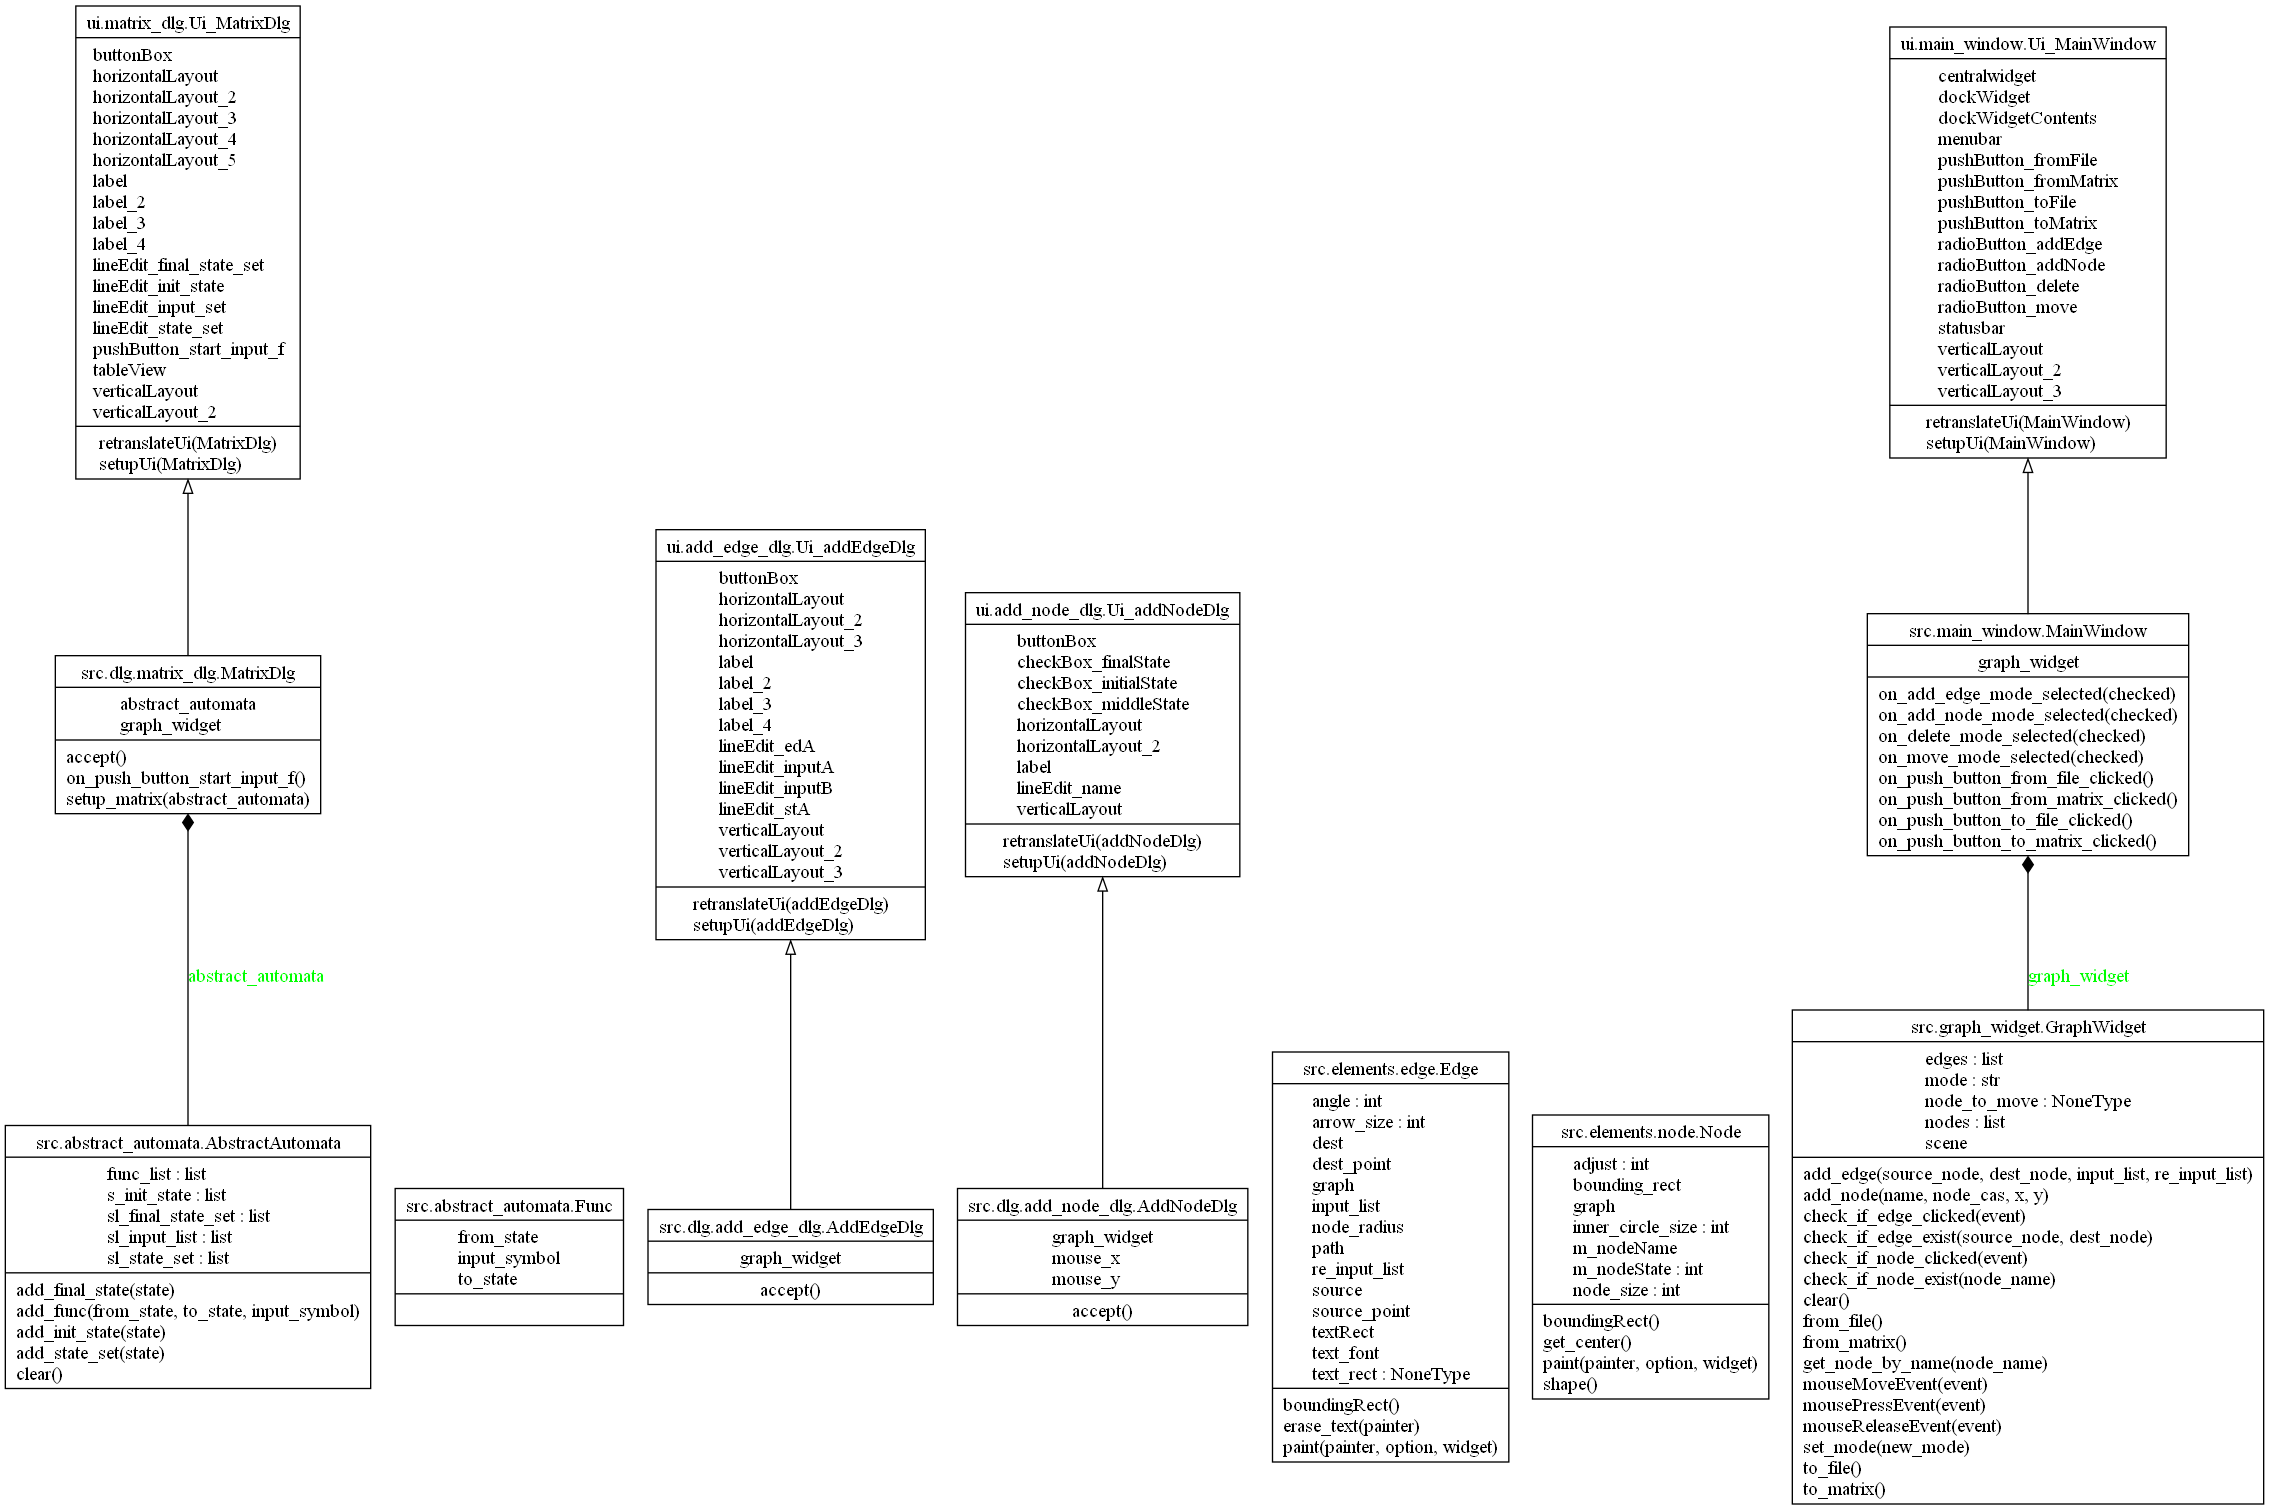 ui.matrix_dlg.Ui_MatrixDlg
buttonBox
horizontalLayout
horizontalLayout_2
horizontalLayout_3
horizontalLayout_4
horizontalLayout_5
label
label_2
label_3
label_4
lineEdit_final_state_set
lineEdit_init_state
lineEdit_input_set
lineEdit_state_set
pushButton_start_input_f
tableView
verticalLayout
verticalLayout_2
retranslateUi(MatrixDlg)
setupUi(MatrixDlg)
ui.main_window.Ui_MainWindow
centralwidget
dockWidget
dockWidgetContents
menubar
pushButton_fromFile
pushButton_fromMatrix
pushButton_toFile
pushButton_toMatrix
radioButton_addEdge
radioButton_addNode
radioButton_delete
radioButton_move
statusbar
verticalLayout
verticalLayout_2
verticalLayout_3
retranslateUi(MainWindow)
setupUi(MainWindow)
src.dlg.matrix_dlg.MatrixDlg
abstract_automata
graph_widget
accept()
on_push_button_start_input_f()
setup_matrix(abstract_automata)
ui.add_edge_dlg.Ui_addEdgeDlg
buttonBox
horizontalLayout
horizontalLayout_2
horizontalLayout_3
label
label_2
label_3
label_4
lineEdit_edA
lineEdit_inputA
lineEdit_inputB
lineEdit_stA
verticalLayout
verticalLayout_2
verticalLayout_3
retranslateUi(addEdgeDlg)
setupUi(addEdgeDlg)
ui.add_node_dlg.Ui_addNodeDlg
buttonBox
checkBox_finalState
checkBox_initialState
checkBox_middleState
horizontalLayout
horizontalLayout_2
label
lineEdit_name
verticalLayout
retranslateUi(addNodeDlg)
setupUi(addNodeDlg)
src.main_window.MainWindow
graph_widget
on_add_edge_mode_selected(checked)
on_add_node_mode_selected(checked)
on_delete_mode_selected(checked)
on_move_mode_selected(checked)
on_push_button_from_file_clicked()
on_push_button_from_matrix_clicked()
on_push_button_to_file_clicked()
on_push_button_to_matrix_clicked()
abstract_automata
graph_widget
src.abstract_automata.AbstractAutomata
func_list : list
s_init_state : list
sl_final_state_set : list
sl_input_list : list
sl_state_set : list
add_final_state(state)
add_func(from_state, to_state, input_symbol)
add_init_state(state)
add_state_set(state)
clear()
src.abstract_automata.Func
from_state
input_symbol
to_state
src.dlg.add_edge_dlg.AddEdgeDlg
graph_widget
accept()
src.dlg.add_node_dlg.AddNodeDlg
graph_widget
mouse_x
mouse_y
accept()
src.elements.edge.Edge
angle : int
arrow_size : int
dest
dest_point
graph
input_list
node_radius
path
re_input_list
source
source_point
textRect
text_font
text_rect : NoneType
boundingRect()
erase_text(painter)
paint(painter, option, widget)
src.elements.node.Node
adjust : int
bounding_rect
graph
inner_circle_size : int
m_nodeName
m_nodeState : int
node_size : int
boundingRect()
get_center()
paint(painter, option, widget)
shape()
src.graph_widget.GraphWidget
edges : list
mode : str
node_to_move : NoneType
nodes : list
scene
add_edge(source_node, dest_node, input_list, re_input_list)
add_node(name, node_cas, x, y)
check_if_edge_clicked(event)
check_if_edge_exist(source_node, dest_node)
check_if_node_clicked(event)
check_if_node_exist(node_name)
clear()
from_file()
from_matrix()
get_node_by_name(node_name)
mouseMoveEvent(event)
mousePressEvent(event)
mouseReleaseEvent(event)
set_mode(new_mode)
to_file()
to_matrix()